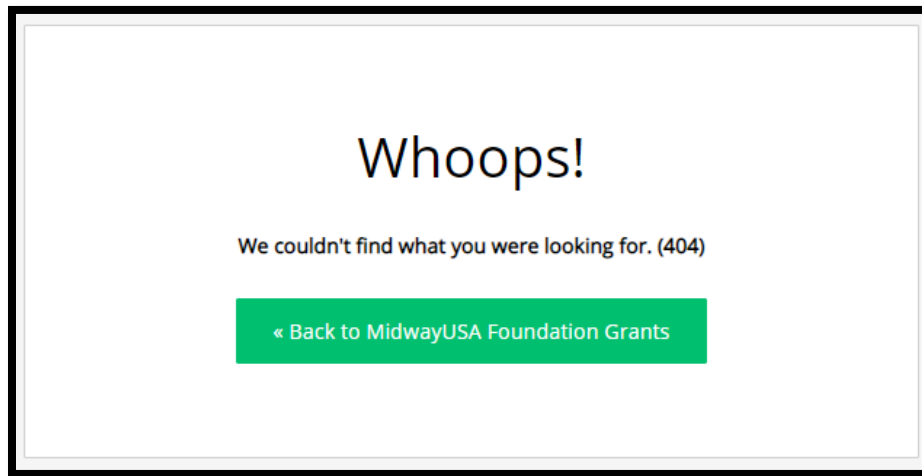 Whoops!
We couldn't find what you were looking for. (404)
« Back to MidwayUSA Foundation Grants